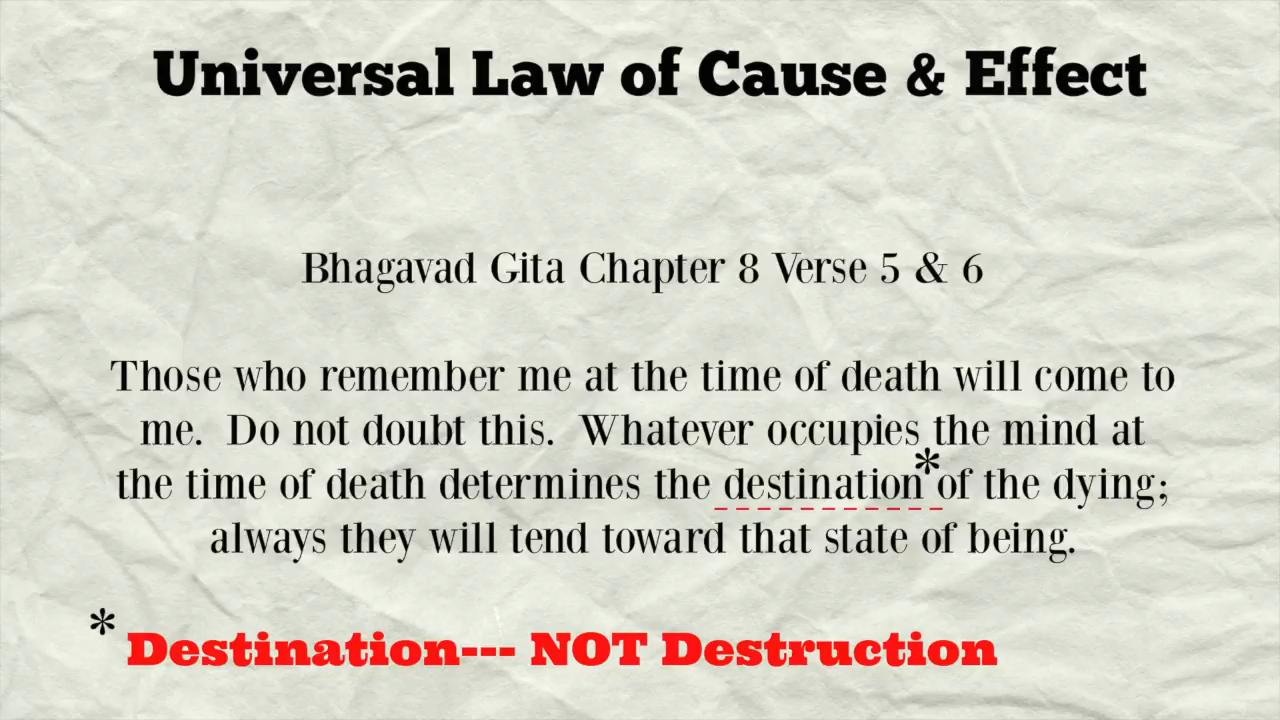 Universal Law of Cause & Effect
Bhagavad Gita Chapter 8 Verse 5 & 6
Those who remember me at the time of death will come to
me.  Do not doubt this.  Whatever occupies the mind at
the time of death determines the destination* of the dying;
always they will tend toward that state of being.
* Destination--- NOT Destruction